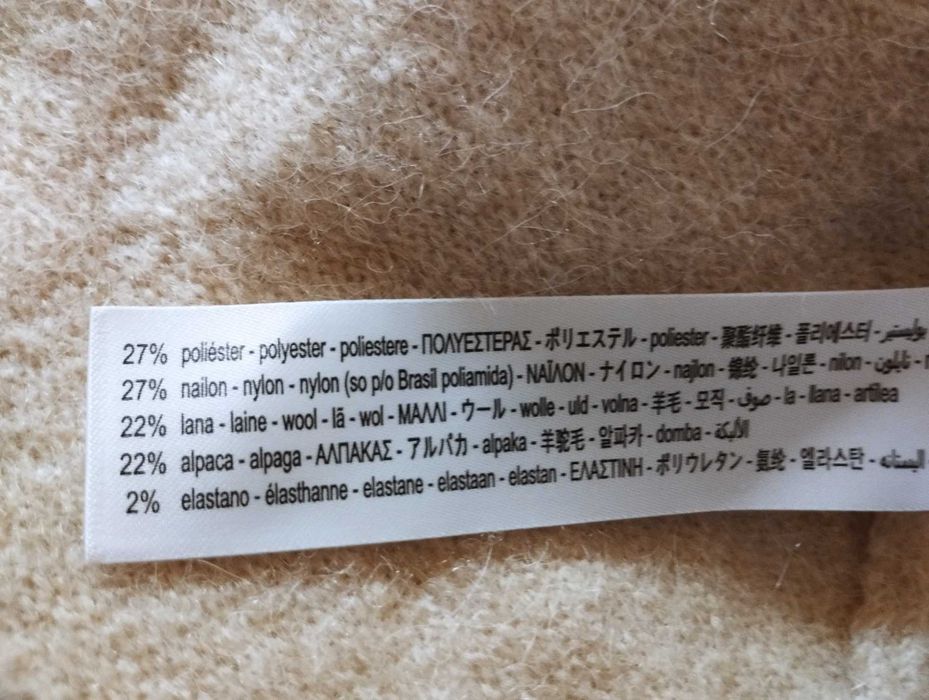 27% poliéster - polyester - poliestere - ΠΟΛΥΕΣΤΕΡΑΣ - ポリエステル - poliester - 聚酯纤维 - 폴리에스터 - بوليستير
27% nailon - nylon - nylon (so p/o Brasil poliamida) - ΝΑΪΛΟΝ - ナイロン - najlon - 锦纶 - 나일론 - nilon - نايلون -
22% lana - laine - wool - lã - wol - ΜΑΛΛΙ - ウール - wolle - uld - volna - 羊毛 - 모직 - صوف - la - llana - artilea
22% alpaca - alpaga - ΑΛΠΑΚΑΣ - アルパカ - alpaka - 羊驼毛 - 알파카 - domba - الألبكة
2% elastano - élasthanne - elastane - elastaan - elastan - ΕΛΑΣΤΙΝΗ - ポリウレタン - 氨纶 - 엘라스탄 -